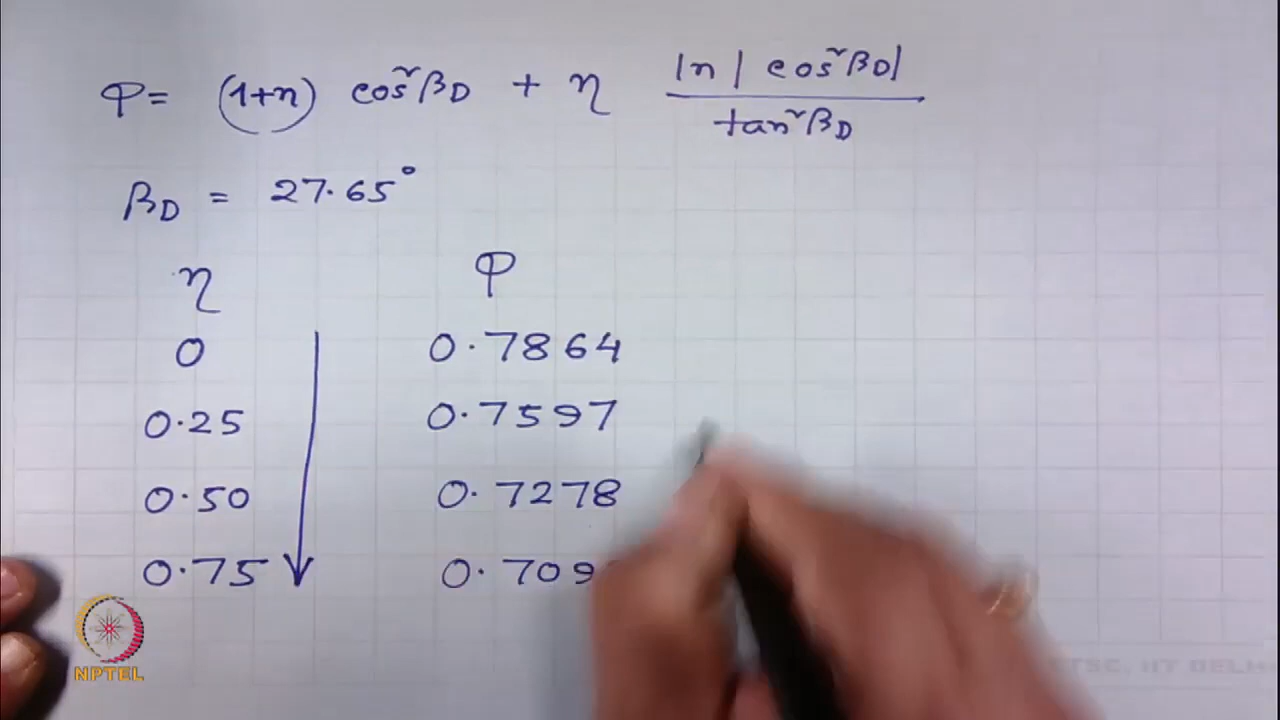 φ = (1+η) cos²β_D + η ln|cos²β_D| / tan²β_D
β_D = 27.65°
η φ
0 0.7864
0.25 0.7597
0.50 0.7278
0.75 0.709
NPTEL